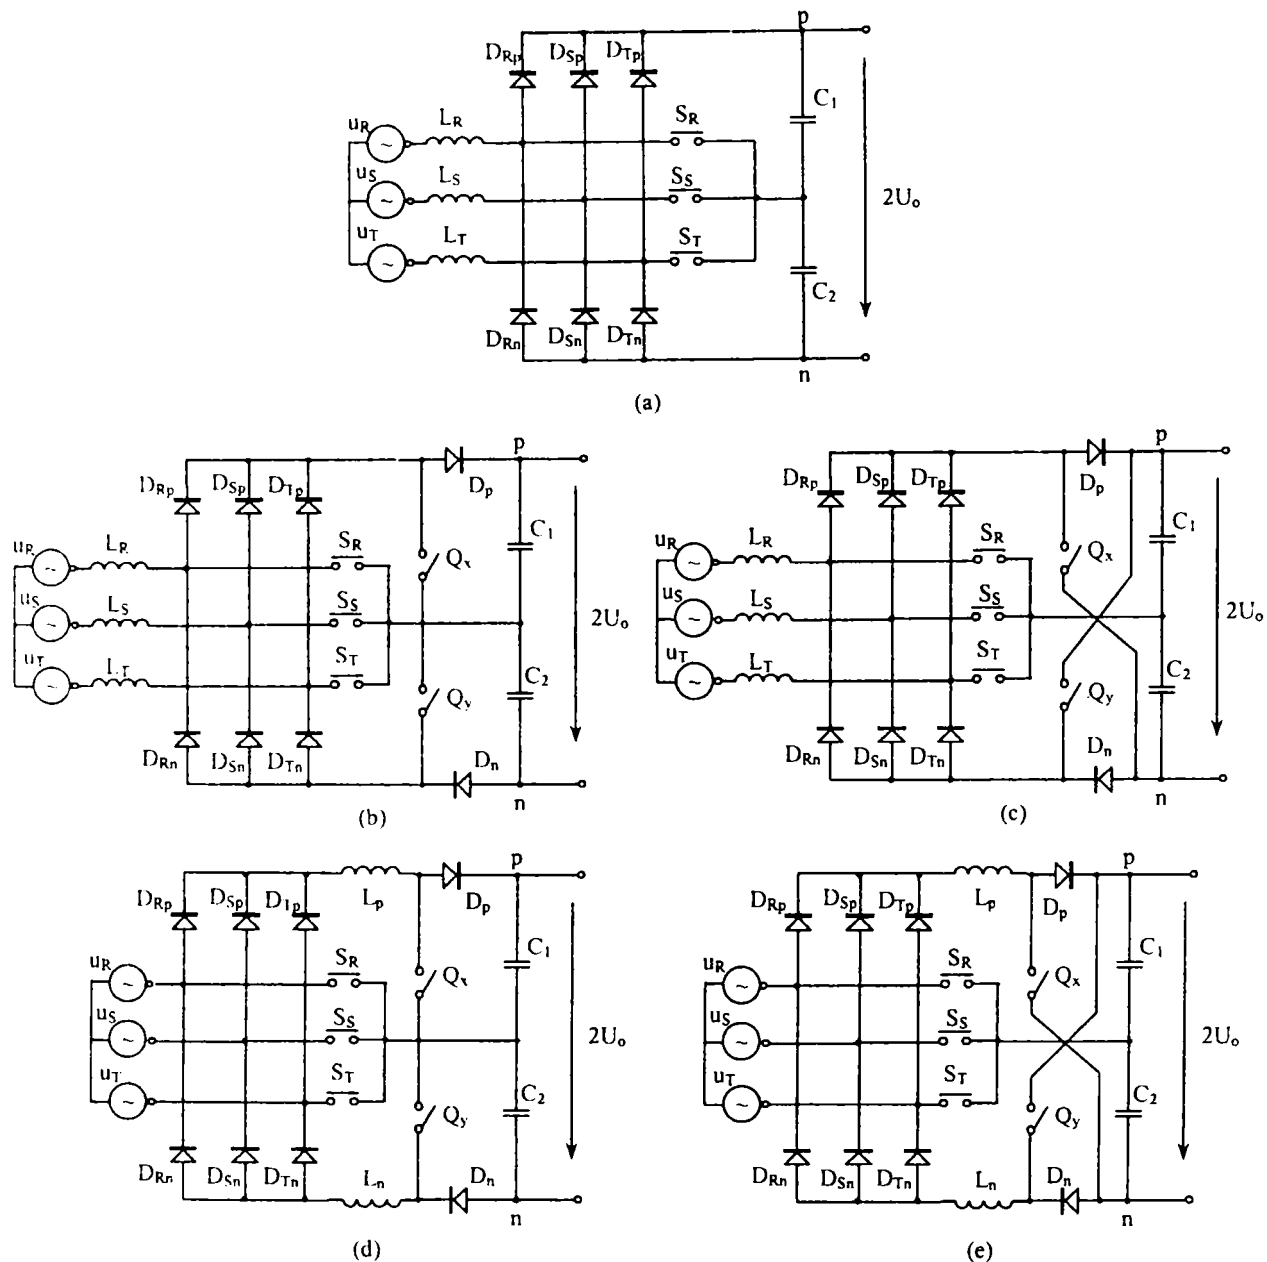 p
D_Rp D_Sp D_Tp
C_1
L_R S_R
u_R ~
u_S L_S S_S
~ 2U_o
u_T L_T S_T
~
C_2
D_Rn D_Sn D_Tn
n
(a)
p
D_Rp D_Sp D_Tp D_p
C_1
L_R S_R
u_R ~ Q_x
u_S L_S S_S
~ 2U_o
u_T L_T S_T
~ C_2
Q_y
D_Rn D_Sn D_Tn D_n
n
(b)
p
D_Rp D_Sp D_Tp D_p
C_1
L_R S_R
u_R ~ Q_x
u_S L_S S_S
~ 2U_o
u_T L_T S_T
~ C_2
Q_y
D_Rn D_Sn D_Tn D_n
n
(c)
p
L_p D_p
D_Rp D_Sp D_Tp
C_1
u_R S_R
~ Q_x
u_S S_S
~ 2U_o
u_T S_T
~ C_2
Q_y
D_Rn D_Sn D_Tn L_n D_n
n
(d)
p
L_p D_p
D_Rp D_Sp D_Tp
C_1
u_R S_R
~ Q_x
u_S S_S
~ 2U_o
u_T S_T
~ C_2
Q_y
D_Rn D_Sn D_Tn L_n D_n
n
(e)